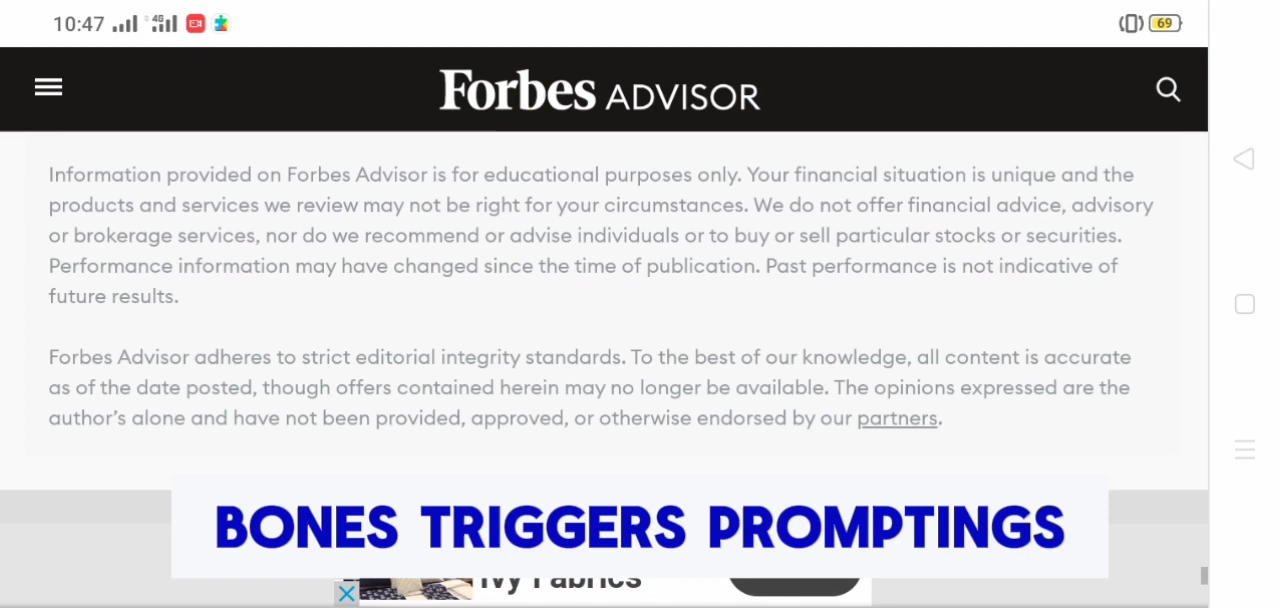 10:47 4G 69
Forbes ADVISOR
Information provided on Forbes Advisor is for educational purposes only. Your financial situation is unique and the
products and services we review may not be right for your circumstances. We do not offer financial advice, advisory
or brokerage services, nor do we recommend or advise individuals or to buy or sell particular stocks or securities.
Performance information may have changed since the time of publication. Past performance is not indicative of
future results.
Forbes Advisor adheres to strict editorial integrity standards. To the best of our knowledge, all content is accurate
as of the date posted, though offers contained herein may no longer be available. The opinions expressed are the
author’s alone and have not been provided, approved, or otherwise endorsed by our partners.
BONES TRIGGERS PROMPTINGS
Ivy Fabrics